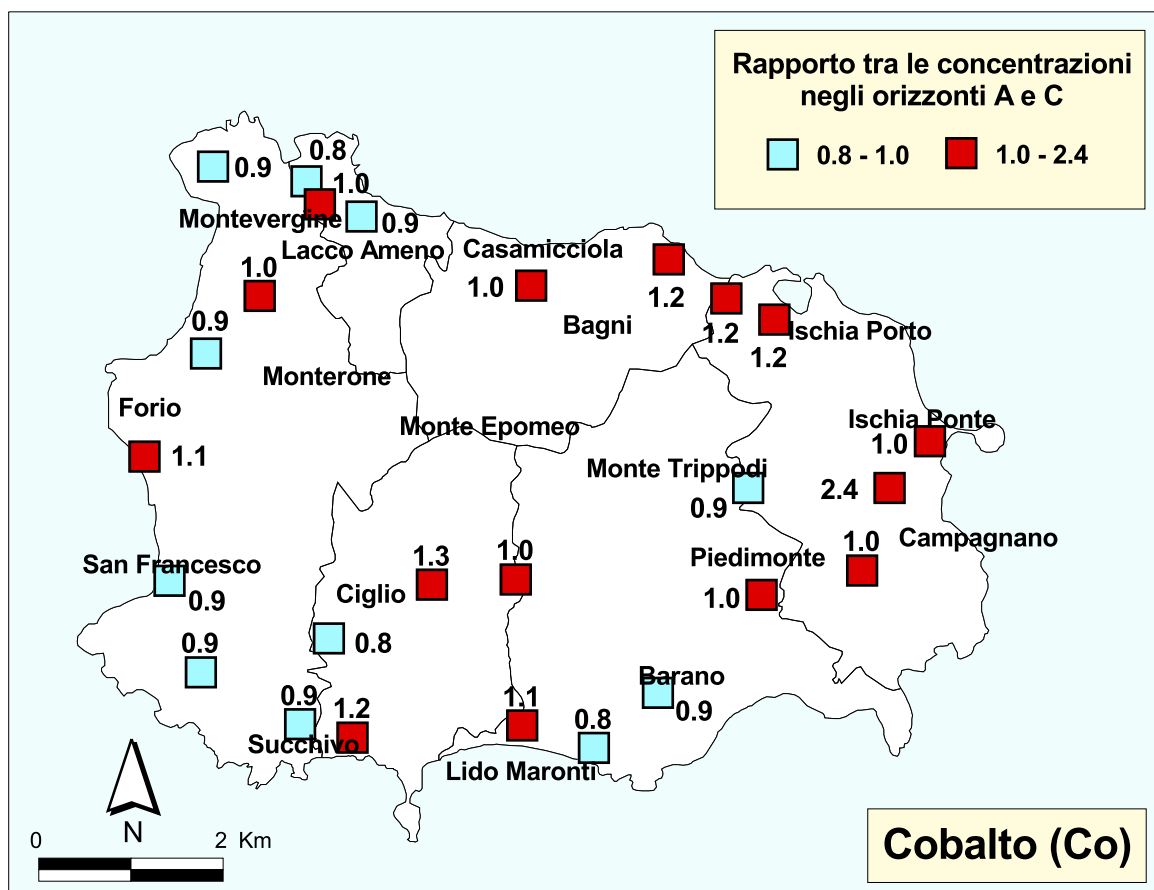 Rapporto tra le concentrazioni
negli orizzonti A e C
0.8 - 1.0
1.0 - 2.4
0.8
0.9
1.0
Montevergine
0.9
Lacco Ameno
Casamicciola
1.0
1.0
1.2
0.9
Bagni
1.2
Ischia Porto
1.2
Monterone
Forio
Monte Epomeo
Ischia Ponte
1.0
1.1
Monte Trippodi
2.4
0.9
Campagnano
1.0
1.3
1.0
San Francesco
Piedimonte
Ciglio
0.9
1.0
0.9
0.8
Barano
0.9
0.9
1.2
1.1
0.8
Succhivo
Lido Maronti
N
0 2 Km
Cobalto (Co)